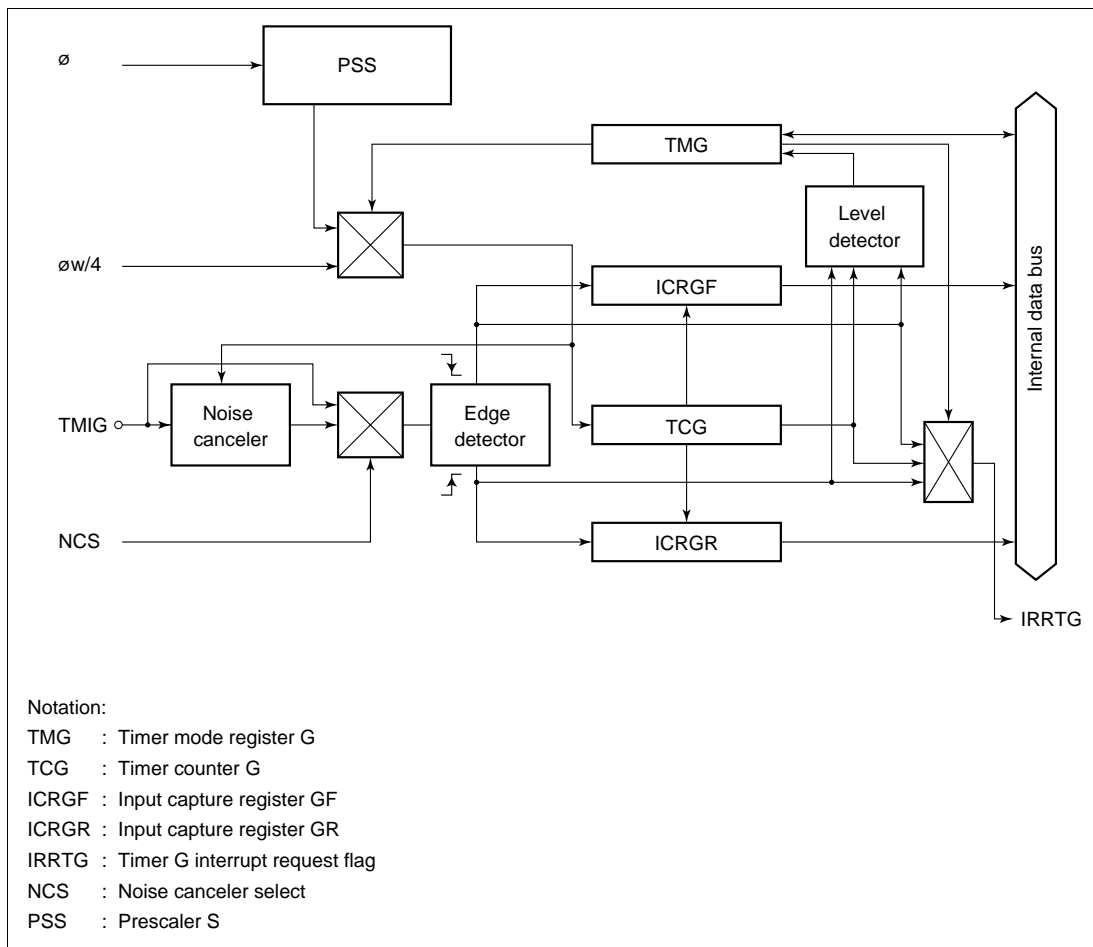 ø
PSS
TMG
Level
detector
øw/4
ICRGF
Internal data bus
TMIG
Noise
canceler
Edge
detector
TCG
NCS
ICRGR
IRRTG
Notation:
TMG : Timer mode register G
TCG : Timer counter G
ICRGF : Input capture register GF
ICRGR : Input capture register GR
IRRTG : Timer G interrupt request flag
NCS : Noise canceler select
PSS : Prescaler S